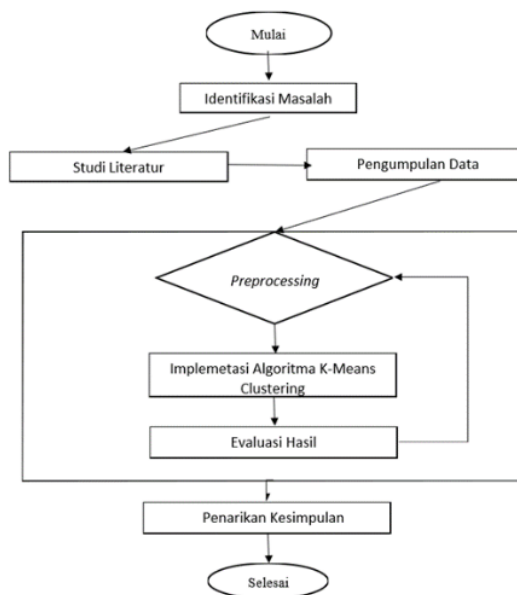 Mulai
Identifikasi Masalah
Studi Literatur
Pengumpulan Data
Preprocessing
Implemetasi Algoritma K-Means
Clustering
Evaluasi Hasil
Penarikan Kesimpulan
Selesai